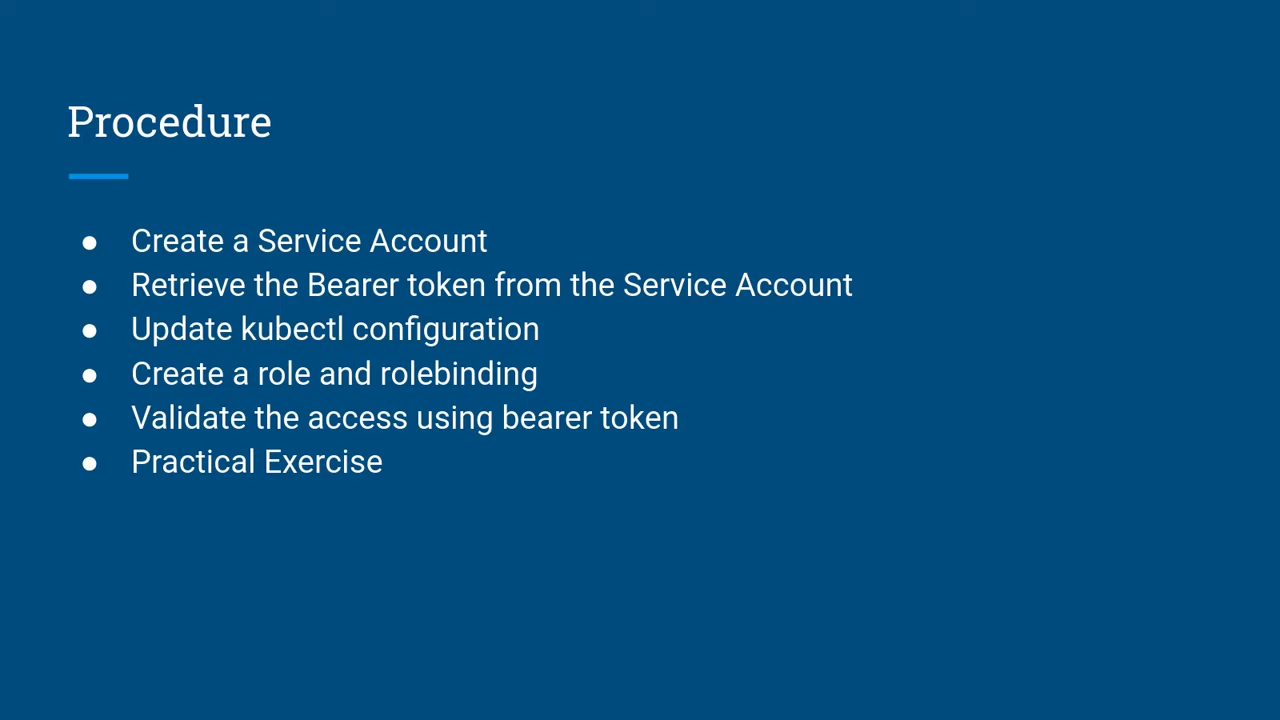 Procedure
● Create a Service Account
● Retrieve the Bearer token from the Service Account
● Update kubectl configuration
● Create a role and rolebinding
● Validate the access using bearer token
● Practical Exercise